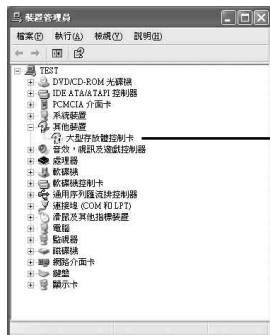 裝置管理員
檔案(F) 執行(A) 檢視(V) 說明(H)
TEST
DVD/CD-ROM 光碟機
IDE ATA/ATAPI 控制器
PCMCIA 介面卡
系統裝置
其他裝置
大型存放體控制卡
音效，視訊及遊戲控制器
處理器
軟碟機
軟碟機控制卡
通用序列匯流排控制器
連接埠 (COM 和 LPT)
滑鼠及其他指標裝置
電腦
監視器
磁碟機
網路介面卡
鍵盤
顯示卡